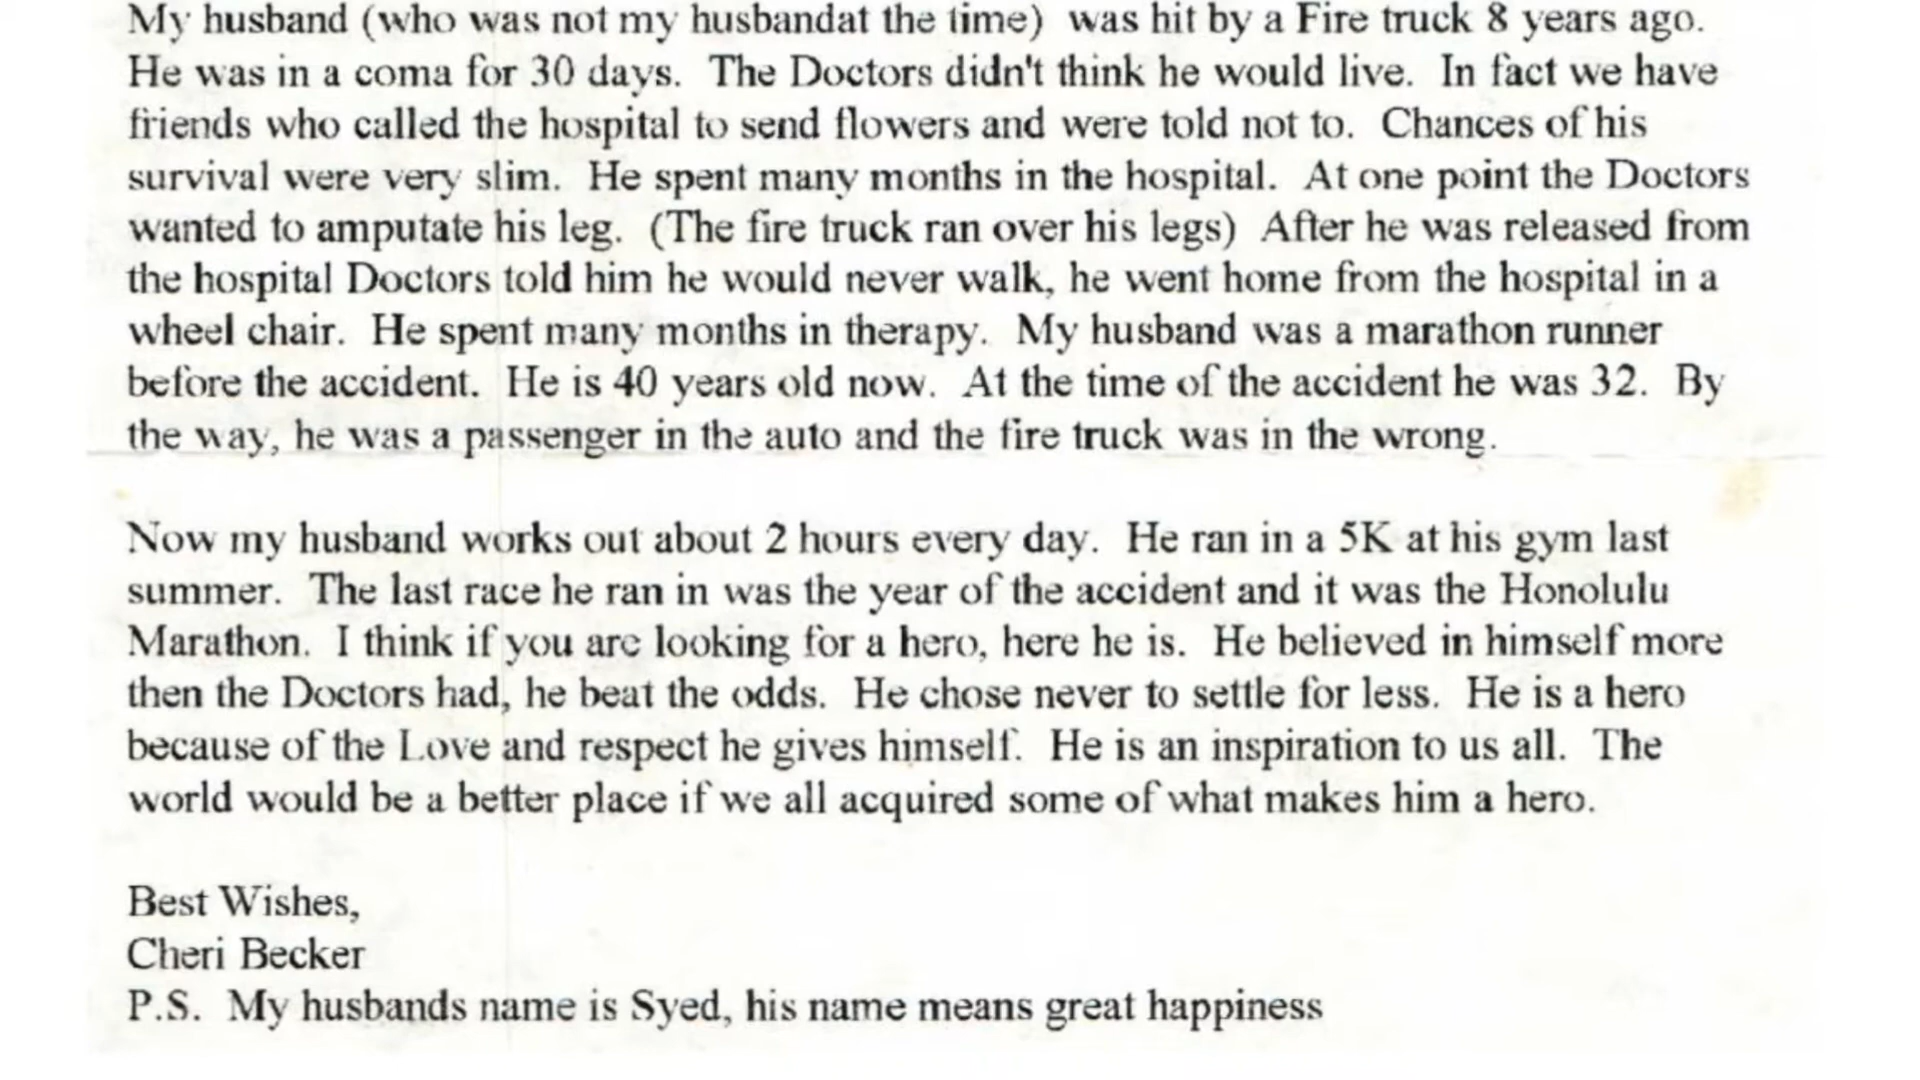 My husband (who was not my husbandat the time)  was hit by a Fire truck 8 years ago.
He was in a coma for 30 days.  The Doctors didn't think he would live.  In fact we have
friends who called the hospital to send flowers and were told not to.  Chances of his
survival were very slim.  He spent many months in the hospital.  At one point the Doctors
wanted to amputate his leg.  (The fire truck ran over his legs)  After he was released from
the hospital Doctors told him he would never walk, he went home from the hospital in a
wheel chair.  He spent many months in therapy.  My husband was a marathon runner
before the accident.  He is 40 years old now.  At the time of the accident he was 32.  By
the way, he was a passenger in the auto and the fire truck was in the wrong.
Now my husband works out about 2 hours every day.  He ran in a 5K at his gym last
summer.  The last race he ran in was the year of the accident and it was the Honolulu
Marathon.  I think if you are looking for a hero, here he is.  He believed in himself more
then the Doctors had, he beat the odds.  He chose never to settle for less.  He is a hero
because of the Love and respect he gives himself.  He is an inspiration to us all.  The
world would be a better place if we all acquired some of what makes him a hero.
Best Wishes,
Cheri Becker
P.S.  My husbands name is Syed, his name means great happiness